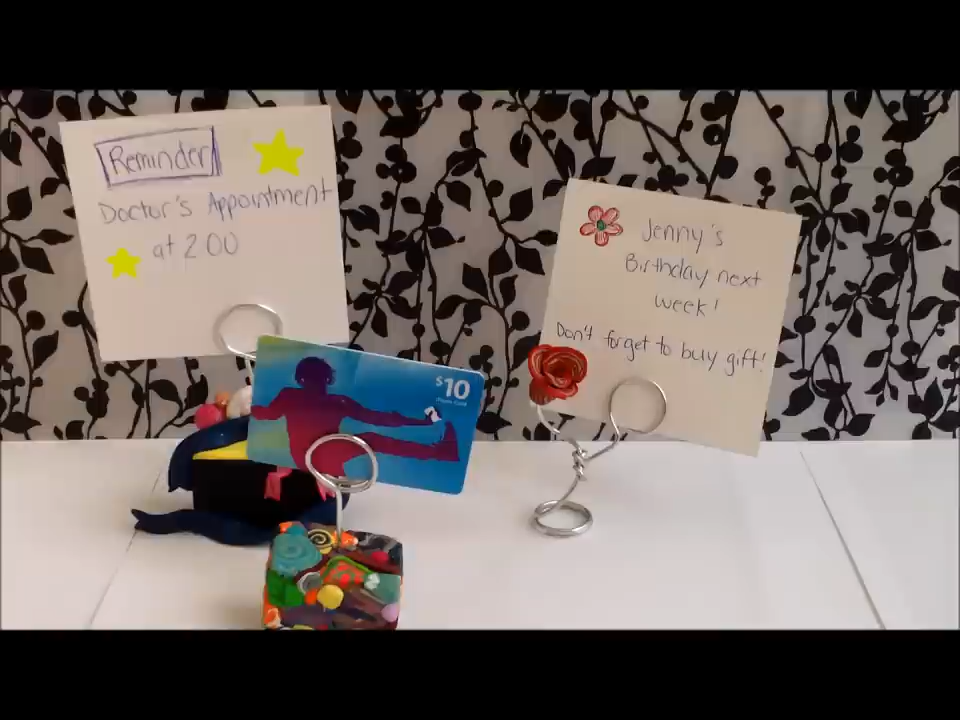 Reminder
Doctor's Appointment
at 2 00
Jenny's
Birthday next
week!
Don't forget to buy gift!
$10